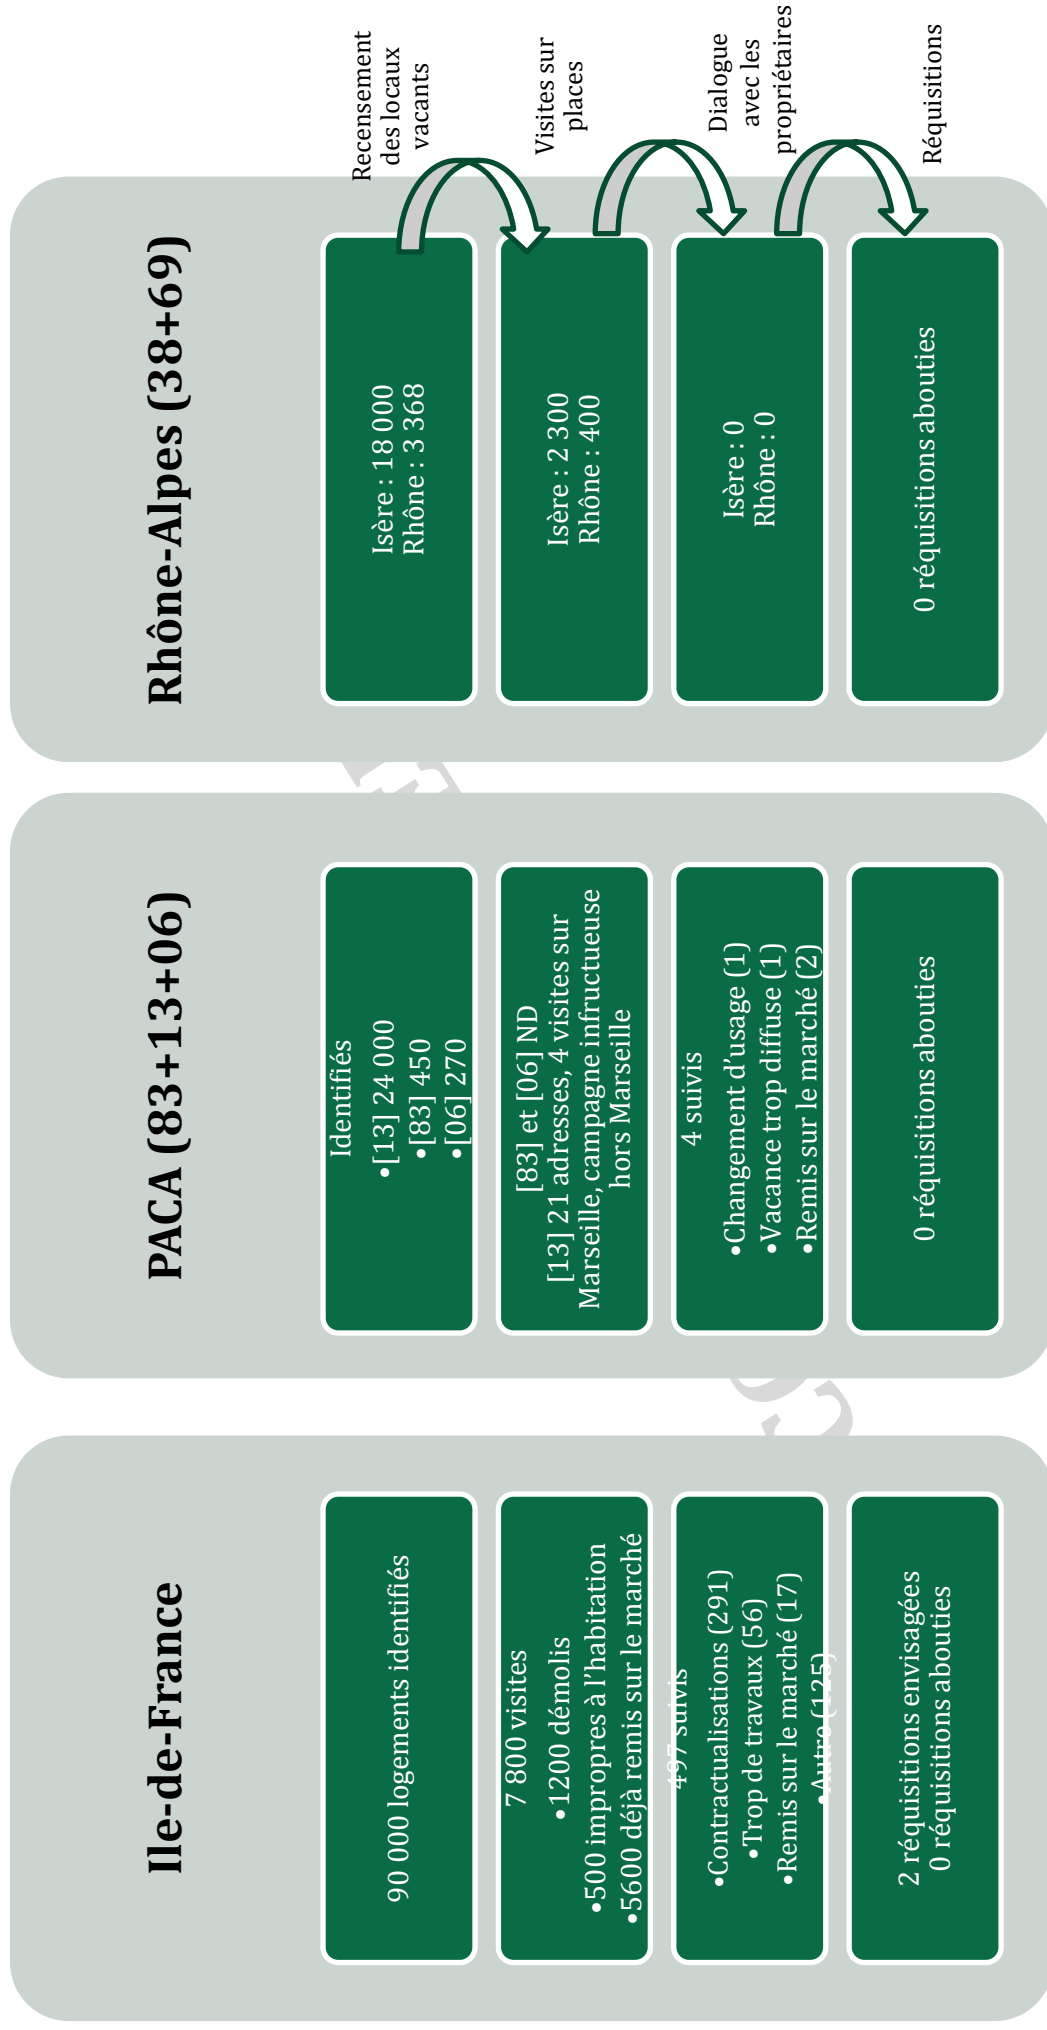 Ile-de-France
90 000 logements identifiés
7 800 visites
•1200 démolis
•500 impropres à l'habitation
•5600 déjà remis sur le marché
497 suivis
•Contractualisations (291)
•Trop de travaux (56)
•Remis sur le marché (17)
•Autre (125)
2 réquisitions envisagées
0 réquisitions abouties
PACA (83+13+06)
Identifiés
•[13] 24 000
•[83] 450
•[06] 270
[83] et [06] ND
[13] 21 adresses, 4 visites sur
Marseille, campagne infructueuse
hors Marseille
4 suivis
•Changement d'usage (1)
•Vacance trop diffuse (1)
•Remis sur le marché (2)
0 réquisitions abouties
Rhône-Alpes (38+69)
Isère : 18 000
Rhône : 3 368
Isère : 2 300
Rhône : 400
Isère : 0
Rhône : 0
0 réquisitions abouties
Recensement
des locaux
vacants
Visites sur
places
Dialogue
avec les
propriétaires
Réquisitions